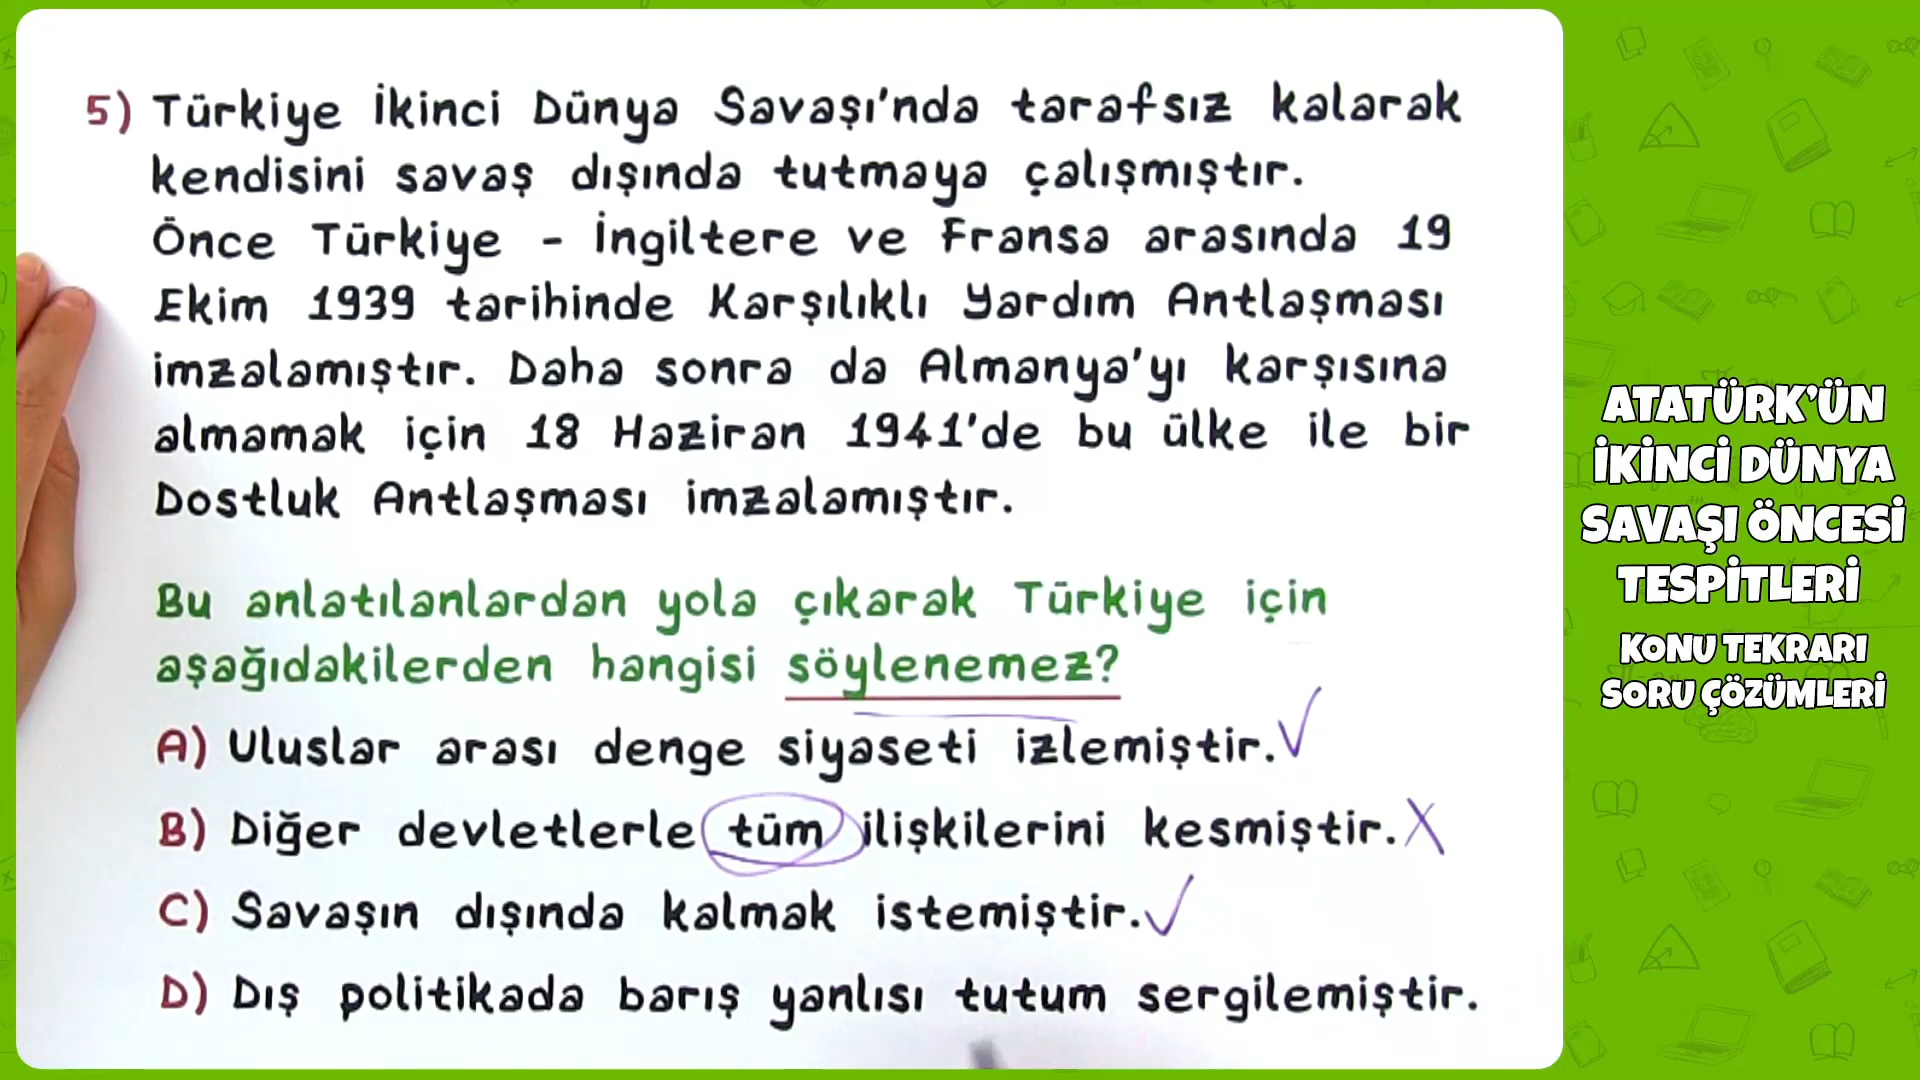 5) Türkiye İkinci Dünya Savaşı'nda tarafsız kalarak
kendisini savaş dışında tutmaya çalışmıştır.
Önce Türkiye - İngiltere ve Fransa arasında 19
Ekim 1939 tarihinde Karşılıklı Yardım Antlaşması
imzalamıştır. Daha sonra da Almanya'yı karşısına
almamak için 18 Haziran 1941'de bu ülke ile bir
Dostluk Antlaşması imzalamıştır.
Bu anlatılanlardan yola çıkarak Türkiye için
aşağıdakilerden hangisi söylenemez?
A) Uluslar arası denge siyaseti izlemiştir.
B) Diğer devletlerle tüm ilişkilerini kesmiştir.
C) Savaşın dışında kalmak istemiştir.
D) Dış politikada barış yanlısı tutum sergilemiştir.
ATATÜRK'ÜN
İKİNCİ DÜNYA
SAVAŞI ÖNCESİ
TESPİTLERİ
KONU TEKRARI
SORU ÇÖZÜMLERİ